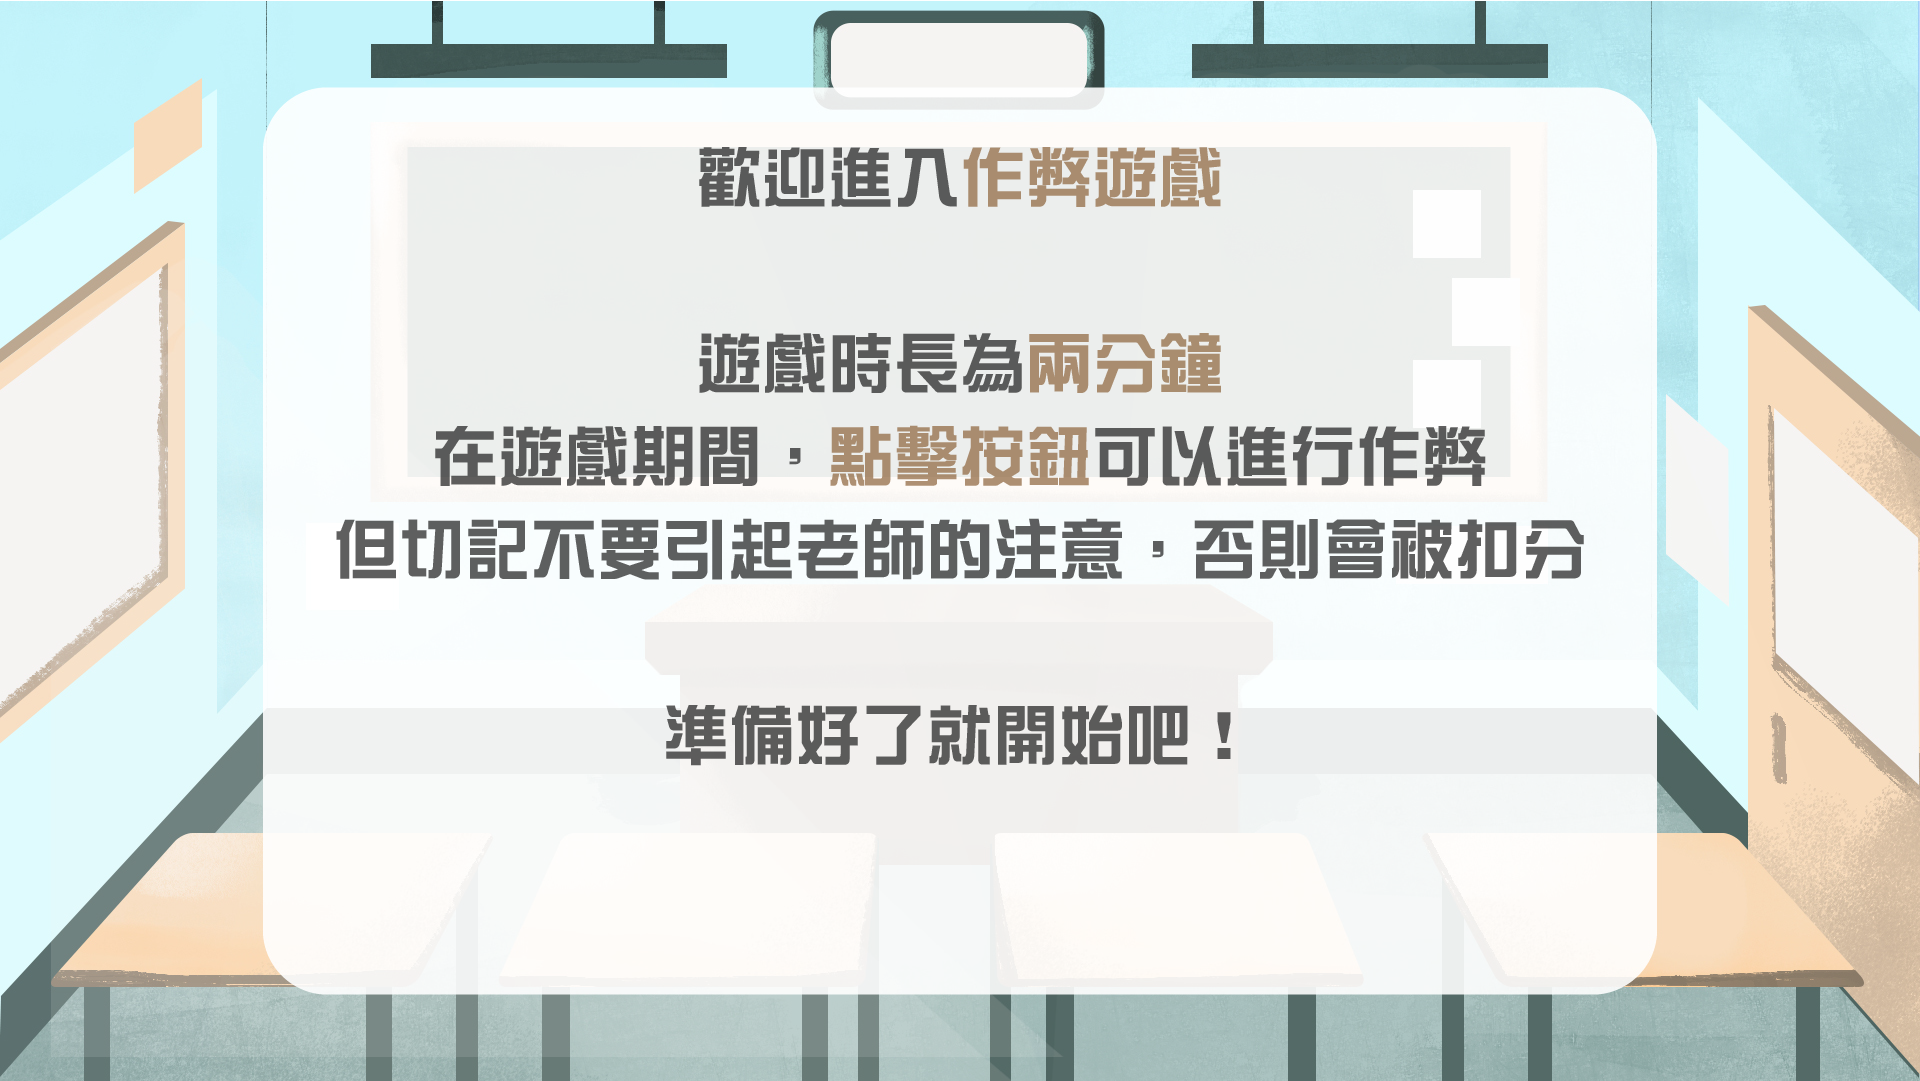 歡迎進入作弊遊戲
遊戲時長為兩分鐘
在遊戲期間，點擊按鈕可以進行作弊
但切記不要引起老師的注意，否則會被扣分
準備好了就開始吧！